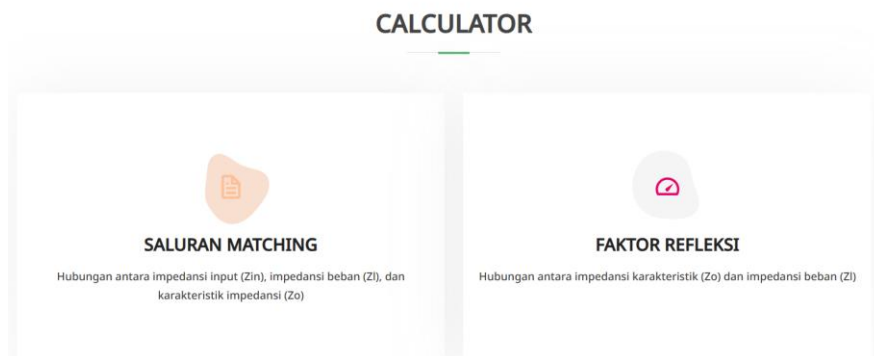 CALCULATOR
SALURAN MATCHING
Hubungan antara impedansi input (Zin), impedansi beban (Zl), dan
karakteristik impedansi (Zo)
FAKTOR REFLEKSI
Hubungan antara impedansi karakteristik (Zo) dan impedansi beban (Zl)